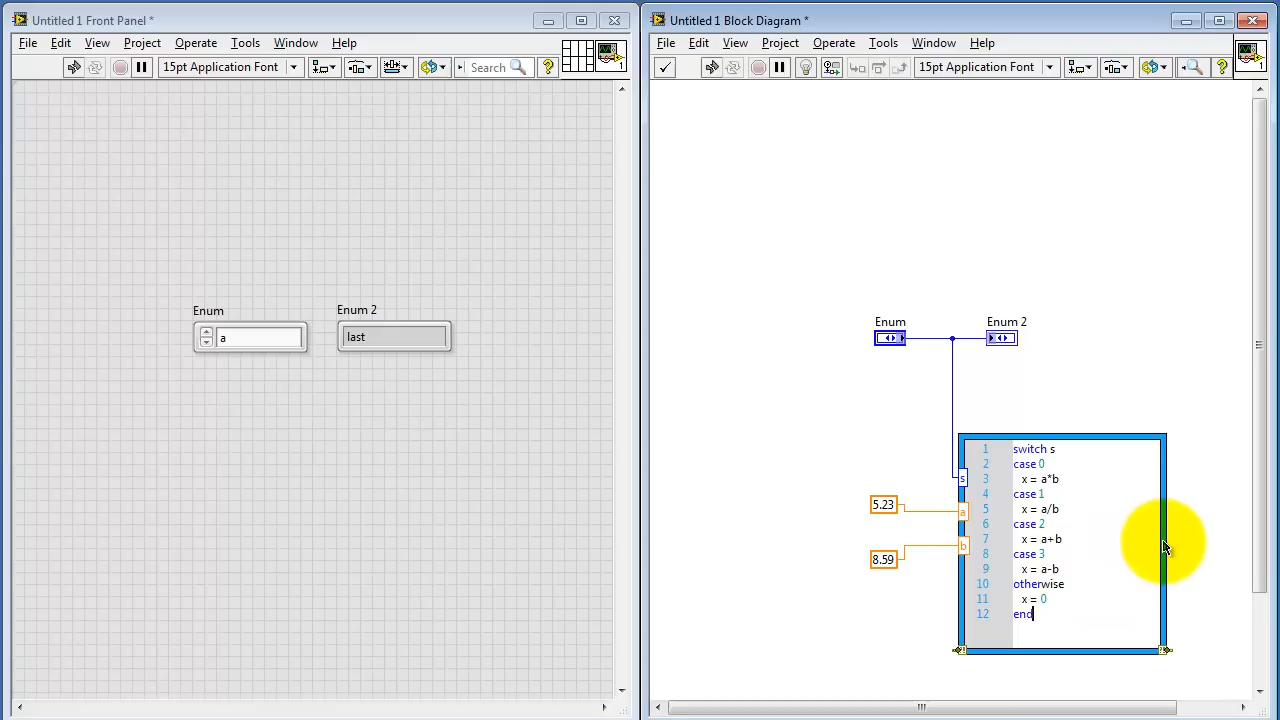 Untitled 1 Front Panel *
File Edit View Project Operate Tools Window Help
15pt Application Font
Search
?
1
Enum
a
Enum 2
last
Untitled 1 Block Diagram *
File Edit View Project Operate Tools Window Help
15pt Application Font
?
1
Enum
Enum 2
5.23
8.59
s
a
b
1 switch s
2 case 0
3 x = a*b
4 case 1
5 x = a/b
6 case 2
7 x = a+b
8 case 3
9 x = a-b
10 otherwise
11 x = 0
12 end